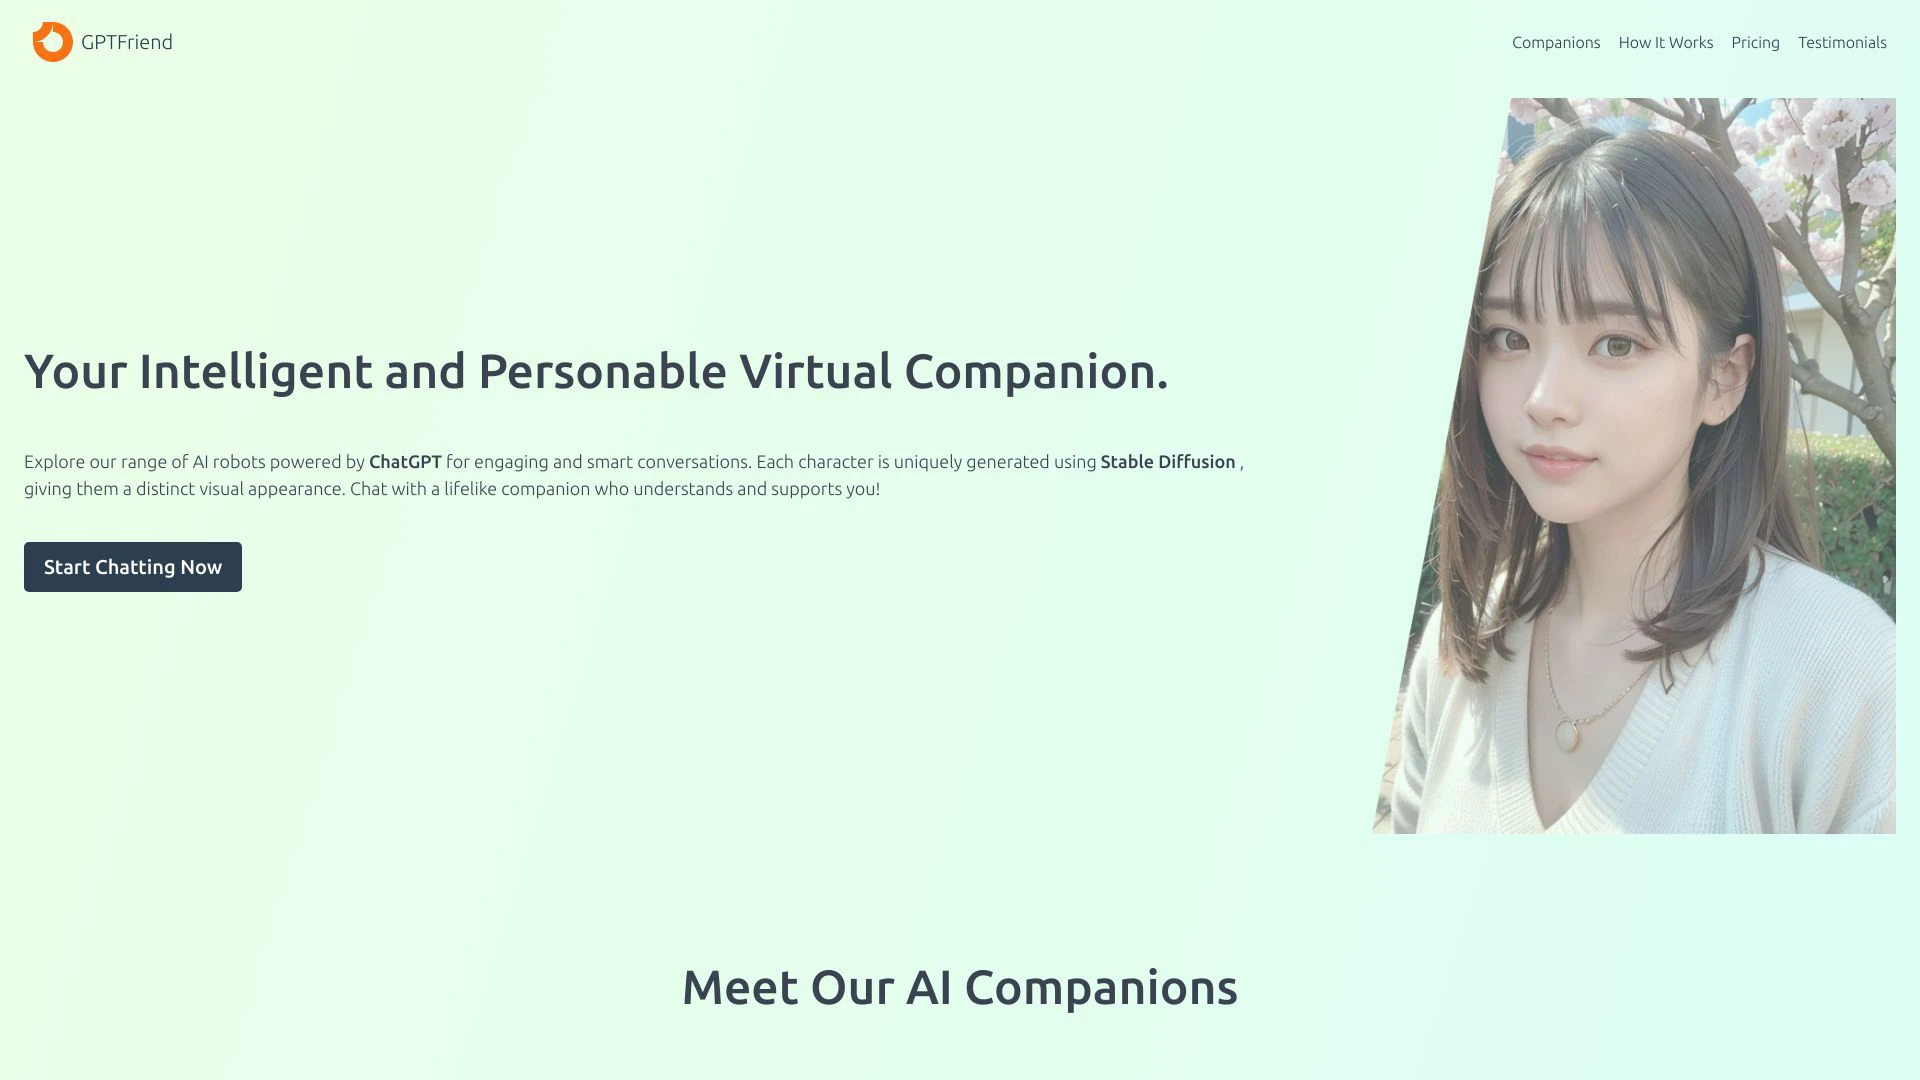 GPTFriend
Companions
How It Works
Pricing
Testimonials
Your Intelligent and Personable Virtual Companion.
Explore our range of AI robots powered by ChatGPT for engaging and smart conversations. Each character is uniquely generated using Stable Diffusion ,
giving them a distinct visual appearance. Chat with a lifelike companion who understands and supports you!
Start Chatting Now
Meet Our AI Companions